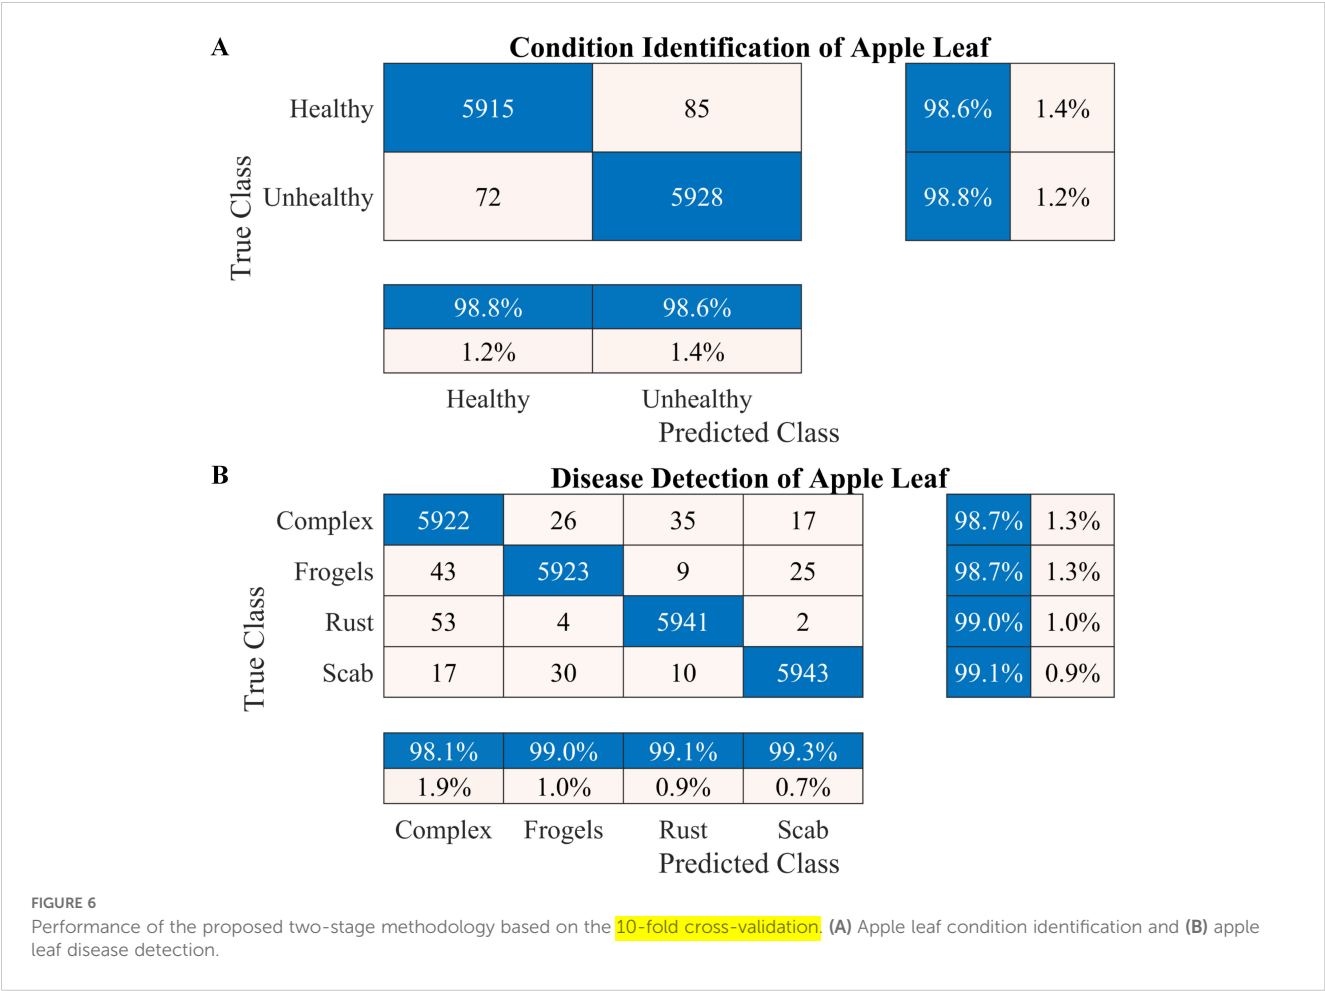 A
Condition Identification of Apple Leaf
Healthy 5915 85 98.6% 1.4%
Unhealthy 72 5928 98.8% 1.2%
True Class
98.8% 98.6%
1.2% 1.4%
Healthy Unhealthy
Predicted Class
B
Disease Detection of Apple Leaf
Complex 5922 26 35 17 98.7% 1.3%
Frogels 43 5923 9 25 98.7% 1.3%
Rust 53 4 5941 2 99.0% 1.0%
Scab 17 30 10 5943 99.1% 0.9%
True Class
98.1% 99.0% 99.1% 99.3%
1.9% 1.0% 0.9% 0.7%
Complex Frogels Rust Scab
Predicted Class
FIGURE 6
Performance of the proposed two-stage methodology based on the 10-fold cross-validation. (A) Apple leaf condition identification and (B) apple
leaf disease detection.